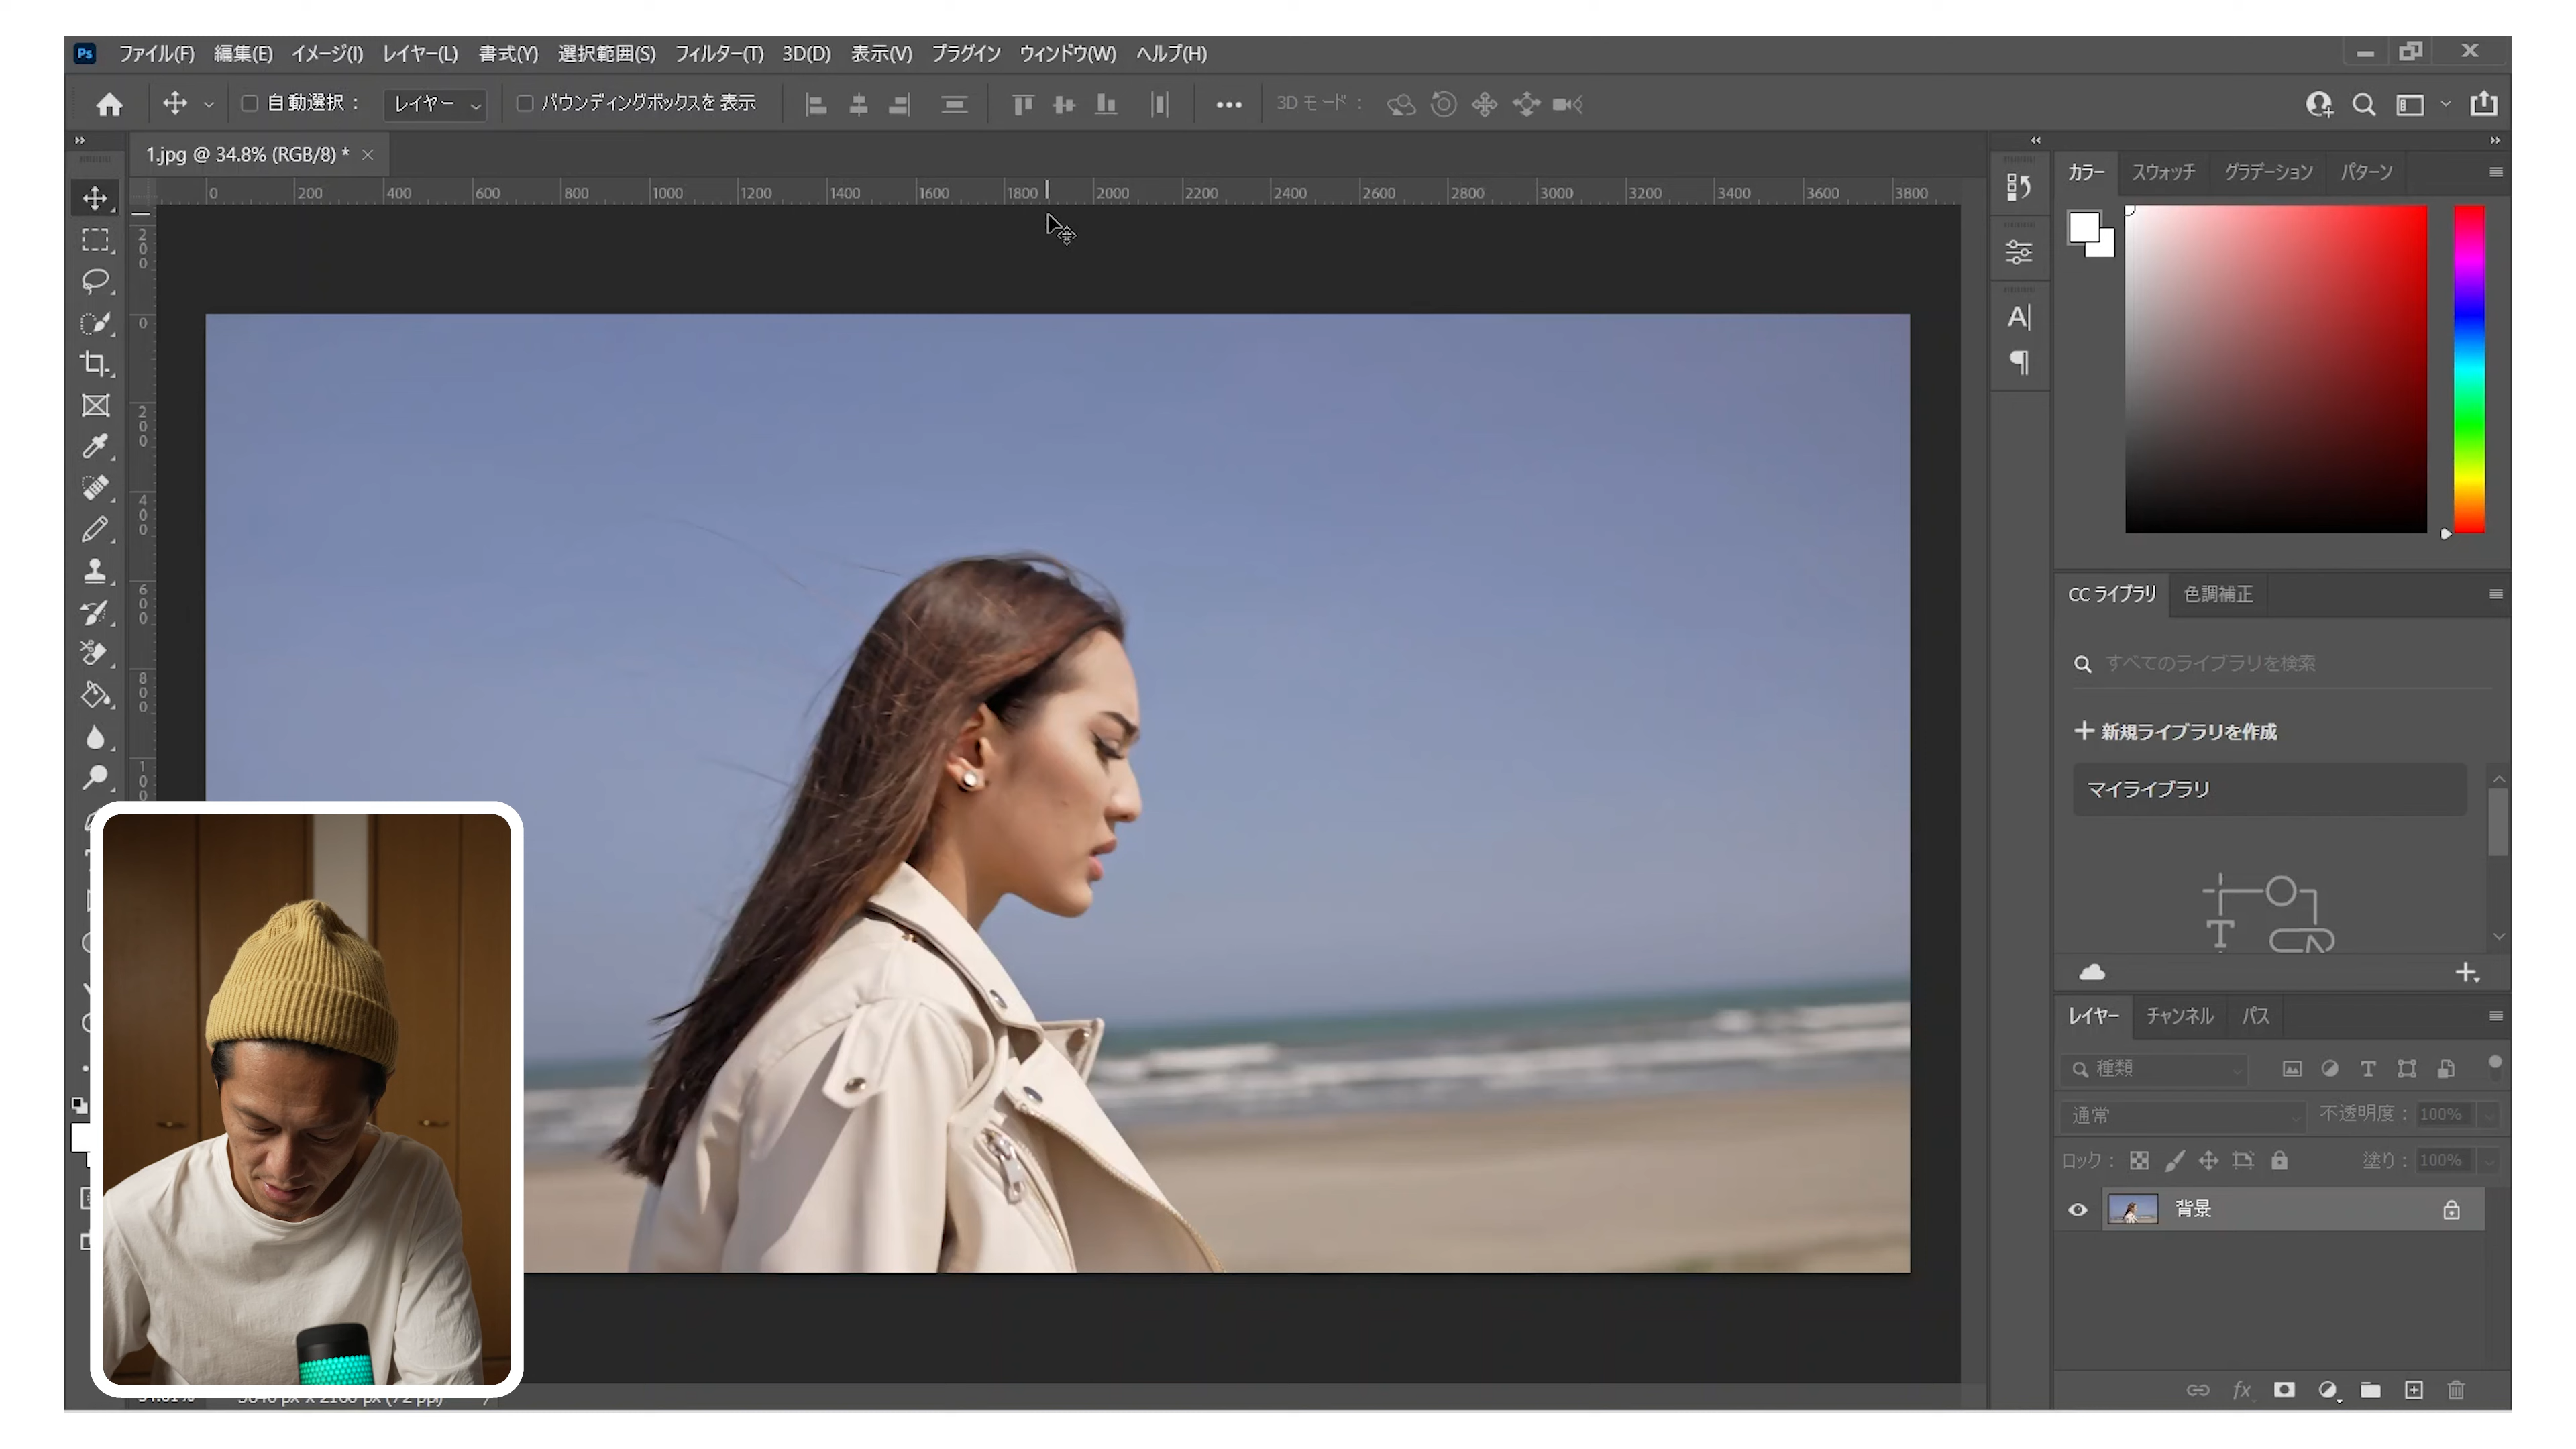 Ps ファイル(F) 編集(E) イメージ(I) レイヤー(L) 書式(Y) 選択範囲(S) フィルター(T) 3D(D) 表示(V) プラグイン ウィンドウ(W) ヘルプ(H)
自動選択： レイヤー バウンディングボックスを表示 3D モード：
1.jpg @ 34.8% (RGB/8) *
0 200 400 600 800 1000 1200 1400 1600 1800 2000 2200 2400 2600 2800 3000 3200 3400 3600 3800
200
0
200
400
600
800
カラー スウォッチ グラデーション パターン
CC ライブラリ 色調補正
すべてのライブラリを検索
新規ライブラリを作成
マイライブラリ
レイヤー チャンネル パス
種類
通常 不透明度： 100%
ロック： 塗り： 100%
背景
fx